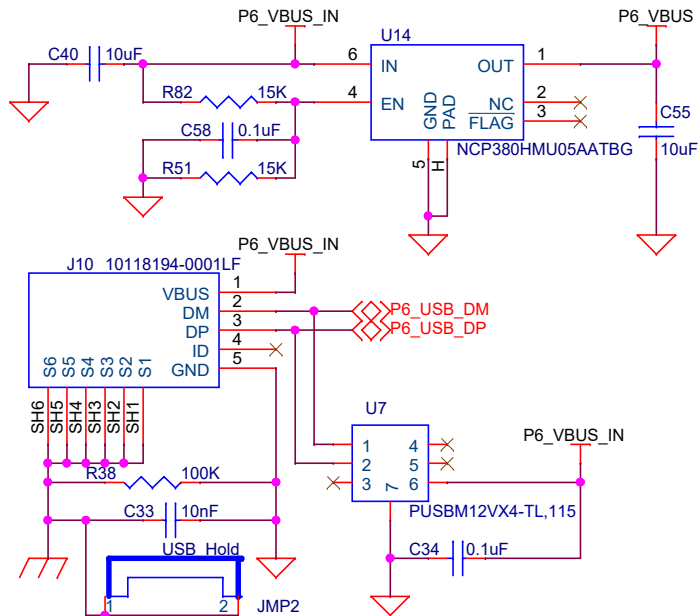 P6_VBUS_IN
P6_VBUS
C40 10uF
U14
6 IN OUT 1
R82 15K
4 EN NC 2
C58 0.1uF
GND
PAD
FLAG 3
C55
10uF
NCP380HMU05AATBG
R51 15K
5
H
P6_VBUS_IN
J10 10118194-0001LF
VBUS 1
DM 2
P6_USB_DM
DP 3
P6_USB_DP
ID 4
GND 5
S6
S5
S4
S3
S2
S1
SH6
SH5
SH4
SH3
SH2
SH1
U7
P6_VBUS_IN
1 4
2 5
3 6
7
R38 100K
PUSBM12VX4-TL,115
C33 10nF
USB Hold
C34 0.1uF
1 2 JMP2